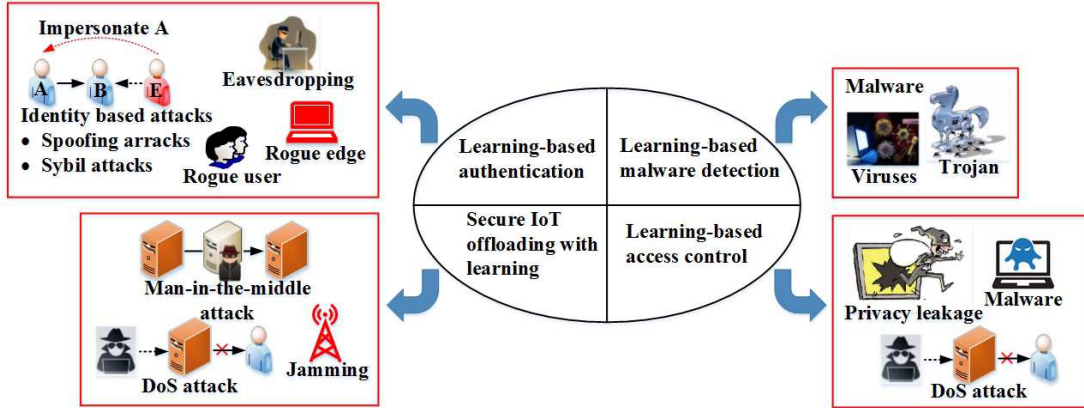 Impersonate A
A
B
E
Eavesdropping
Identity based attacks
• Spoofing arracks
• Sybil attacks
Rogue edge
Rogue user
Learning-based
authentication
Learning-based
malware detection
Secure IoT
offloading with
learning
Learning-based
access control
Malware
Viruses
Trojan
Man-in-the-middle
attack
DoS attack
Jamming
Privacy leakage
Malware
DoS attack